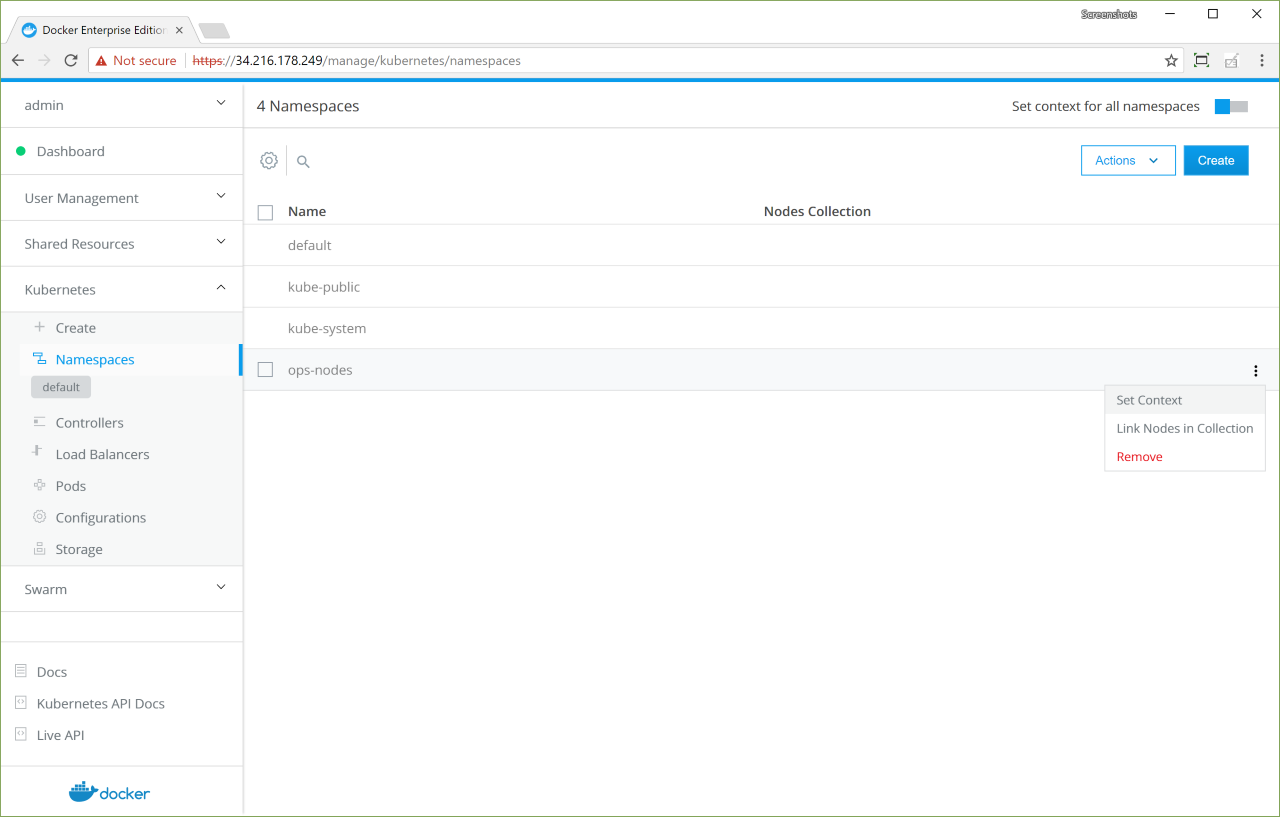 Screenshots
Docker Enterprise Edition
Not secure https://34.216.178.249/manage/kubernetes/namespaces
admin
Dashboard
User Management
Shared Resources
Kubernetes
Create
Namespaces
default
Controllers
Load Balancers
Pods
Configurations
Storage
Swarm
Docs
Kubernetes API Docs
Live API
docker
4 Namespaces
Set context for all namespaces
Actions
Create
Name Nodes Collection
default
kube-public
kube-system
ops-nodes
Set Context
Link Nodes in Collection
Remove